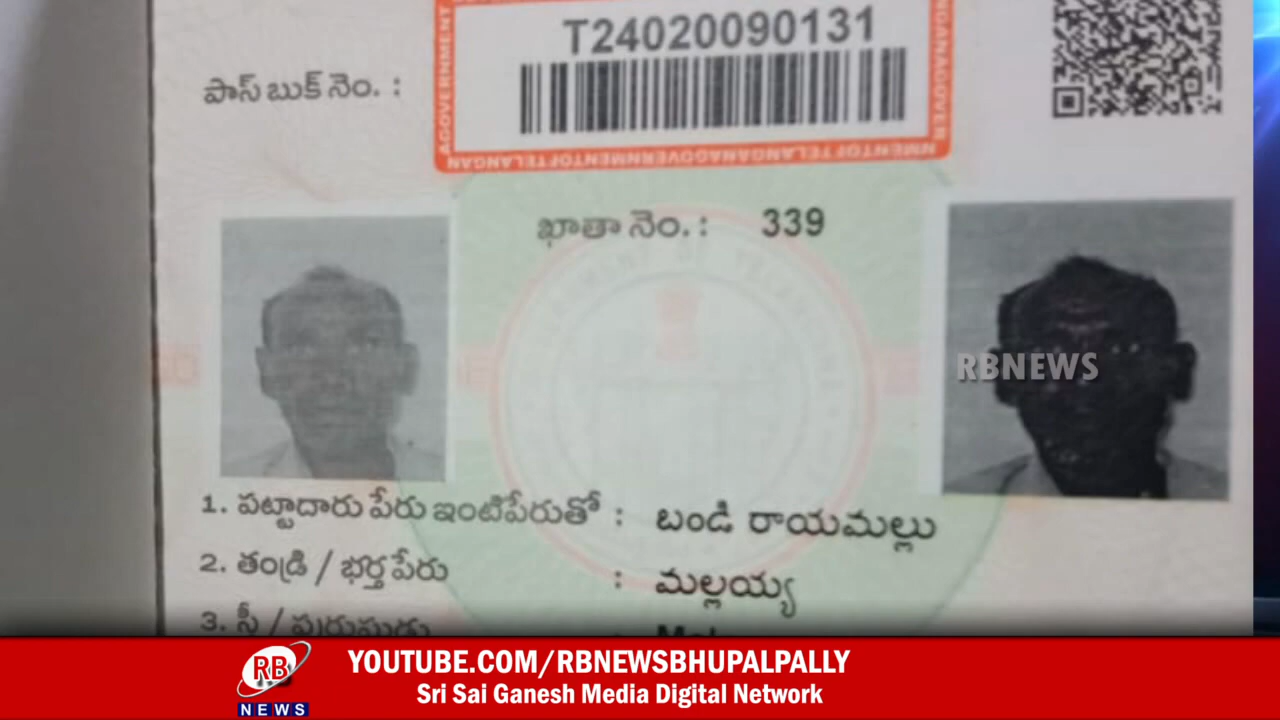 T24020090131
పాస్ బుక్ నెం. :
ఖాతా నెం. : 339
RBNEWS
1. పట్టాదారు పేరు ఇంటిపేరుతో : బండి రాయమల్లు
2. తండ్రి / భర్త పేరు : మల్లయ్య
3. స్త్రీ / పురుషుడు :
RB
NEWS
YOUTUBE.COM/RBNEWSBHUPALPALLY
Sri Sai Ganesh Media Digital Network